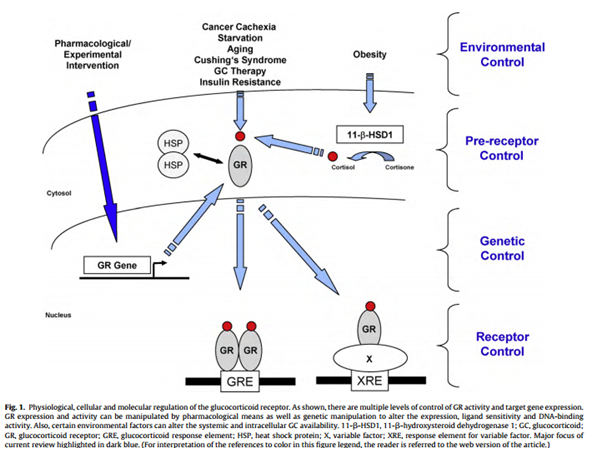 Pharmacological/
Experimental
Intervention
Cancer Cachexia
Starvation
Aging
Cushing's Syndrome
GC Therapy
Insulin Resistance
Obesity
Environmental
Control
HSP
HSP
GR
11-β-HSD1
Cortisol
Cortisone
Pre-receptor
Control
Cytosol
GR Gene
Genetic
Control
Nucleus
GR
GR
GRE
GR
X
XRE
Receptor
Control
Fig. 1. Physiological, cellular and molecular regulation of the glucocorticoid receptor. As shown, there are multiple levels of control of GR activity and target gene expression.
GR expression and activity can be manipulated by pharmacological means as well as genetic manipulation to alter the expression, ligand sensitivity and DNA-binding
activity. Also, certain environmental factors can alter the systemic and intracellular GC availability. 11-β-HSD1, 11-β-hydroxysteroid dehydrogenase 1; GC, glucocorticoid;
GR, glucocorticoid receptor; GRE, glucocorticoid response element; HSP, heat shock protein; X, variable factor; XRE, response element for variable factor. Major focus of
current review highlighted in dark blue. (For interpretation of the references to color in this figure legend, the reader is referred to the web version of the article.)